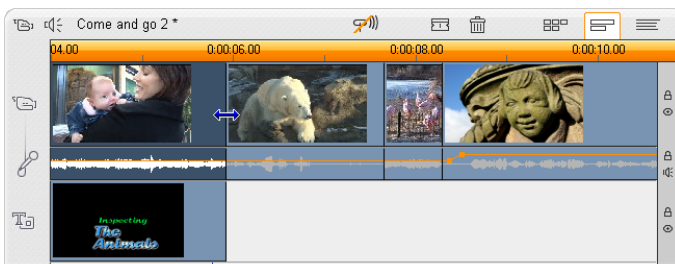 Come and go 2 *
04.00 0:00:06.00 0:00:08.00 0:00:10.00
T
Inspecting
The
Animals